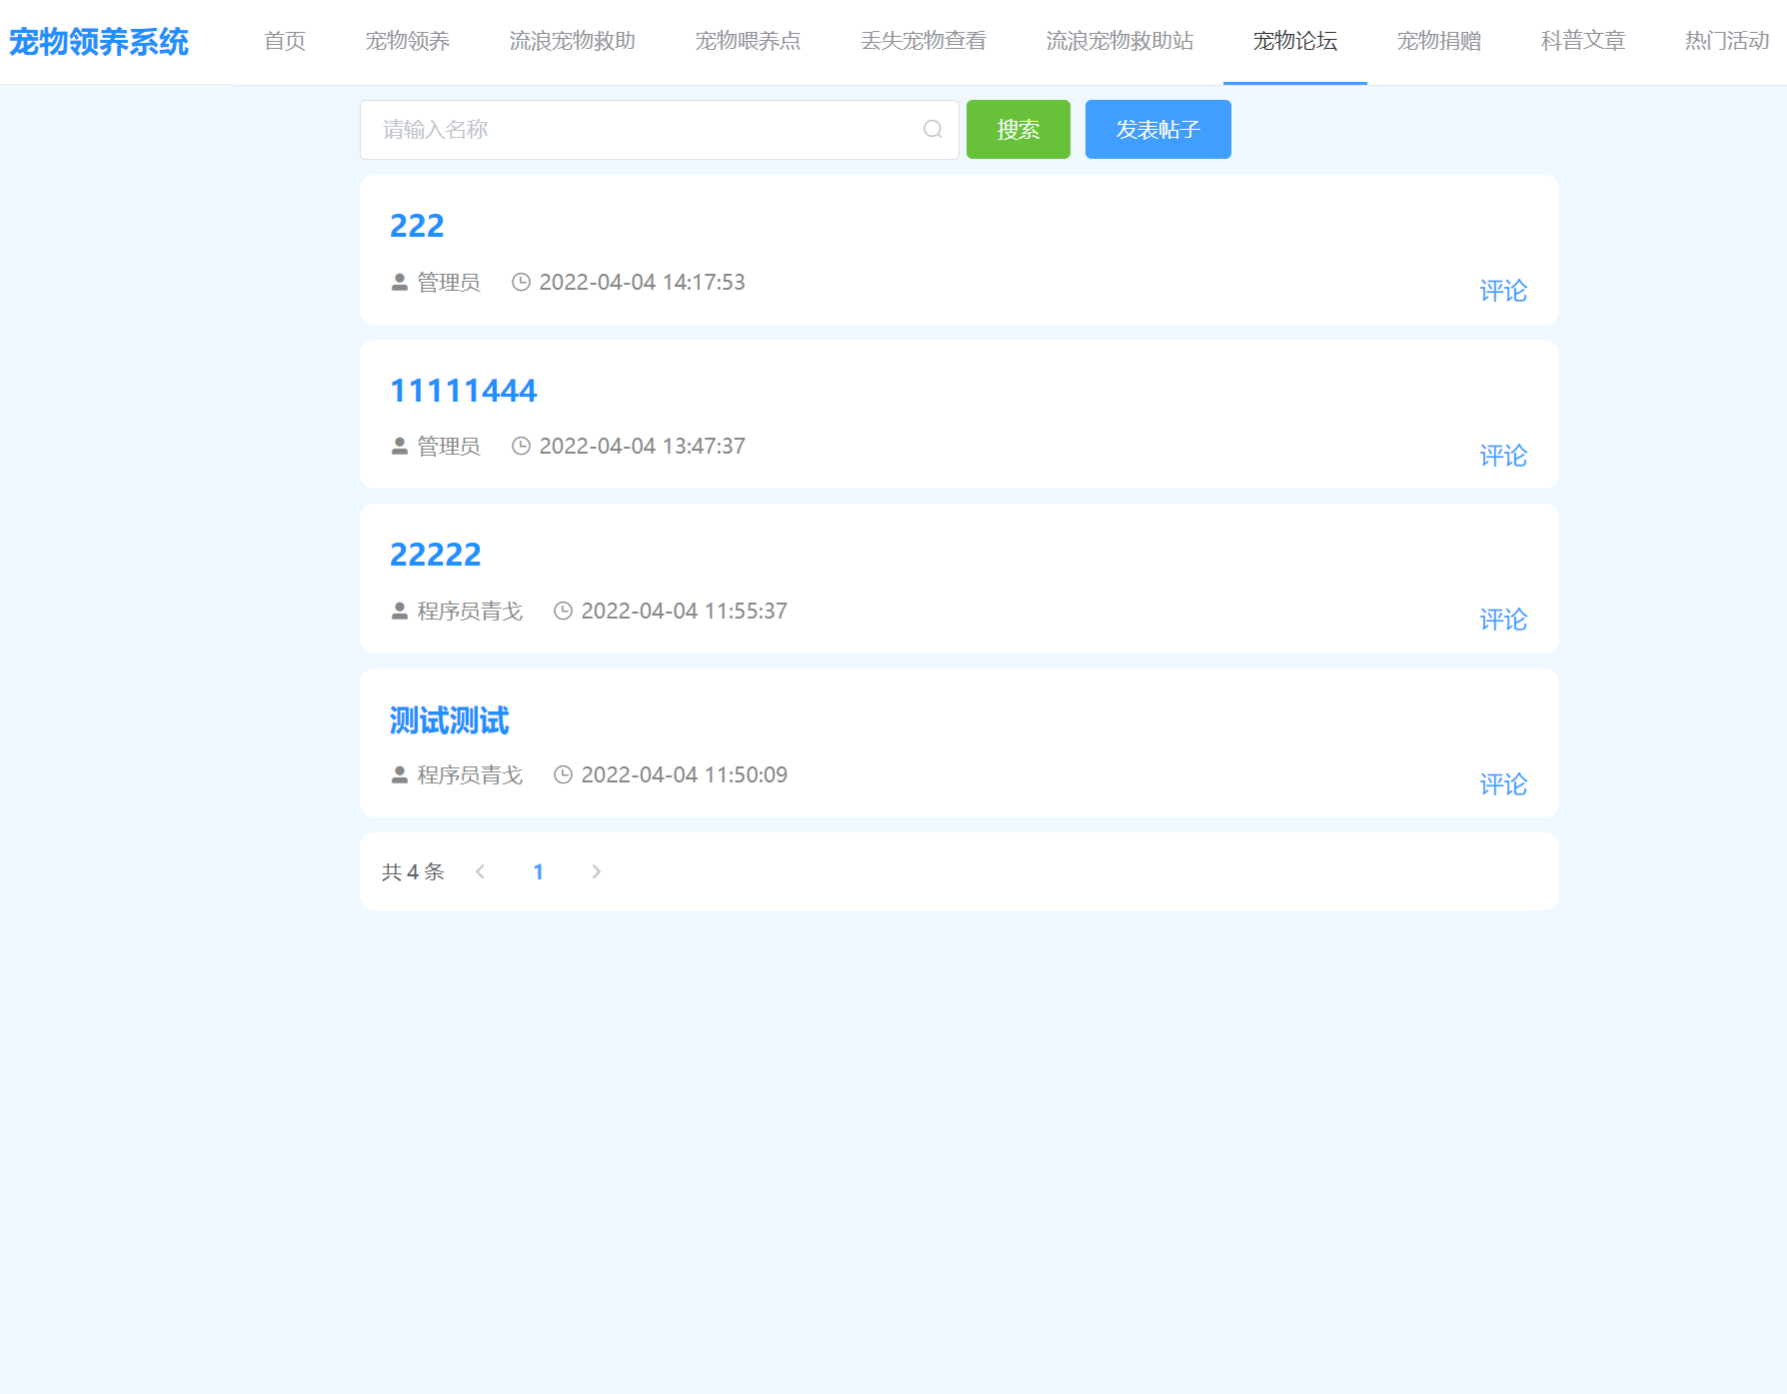 宠物领养系统 首页 宠物领养 流浪宠物救助 宠物喂养点 丢失宠物查看 流浪宠物救助站 宠物论坛 宠物捐赠 科普文章 热门活动
请输入名称 搜索 发表帖子
222
管理员 2022-04-04 14:17:53
评论
11111444
管理员 2022-04-04 13:47:37
评论
22222
程序员青戈 2022-04-04 11:55:37
评论
测试测试
程序员青戈 2022-04-04 11:50:09
评论
共 4 条 1